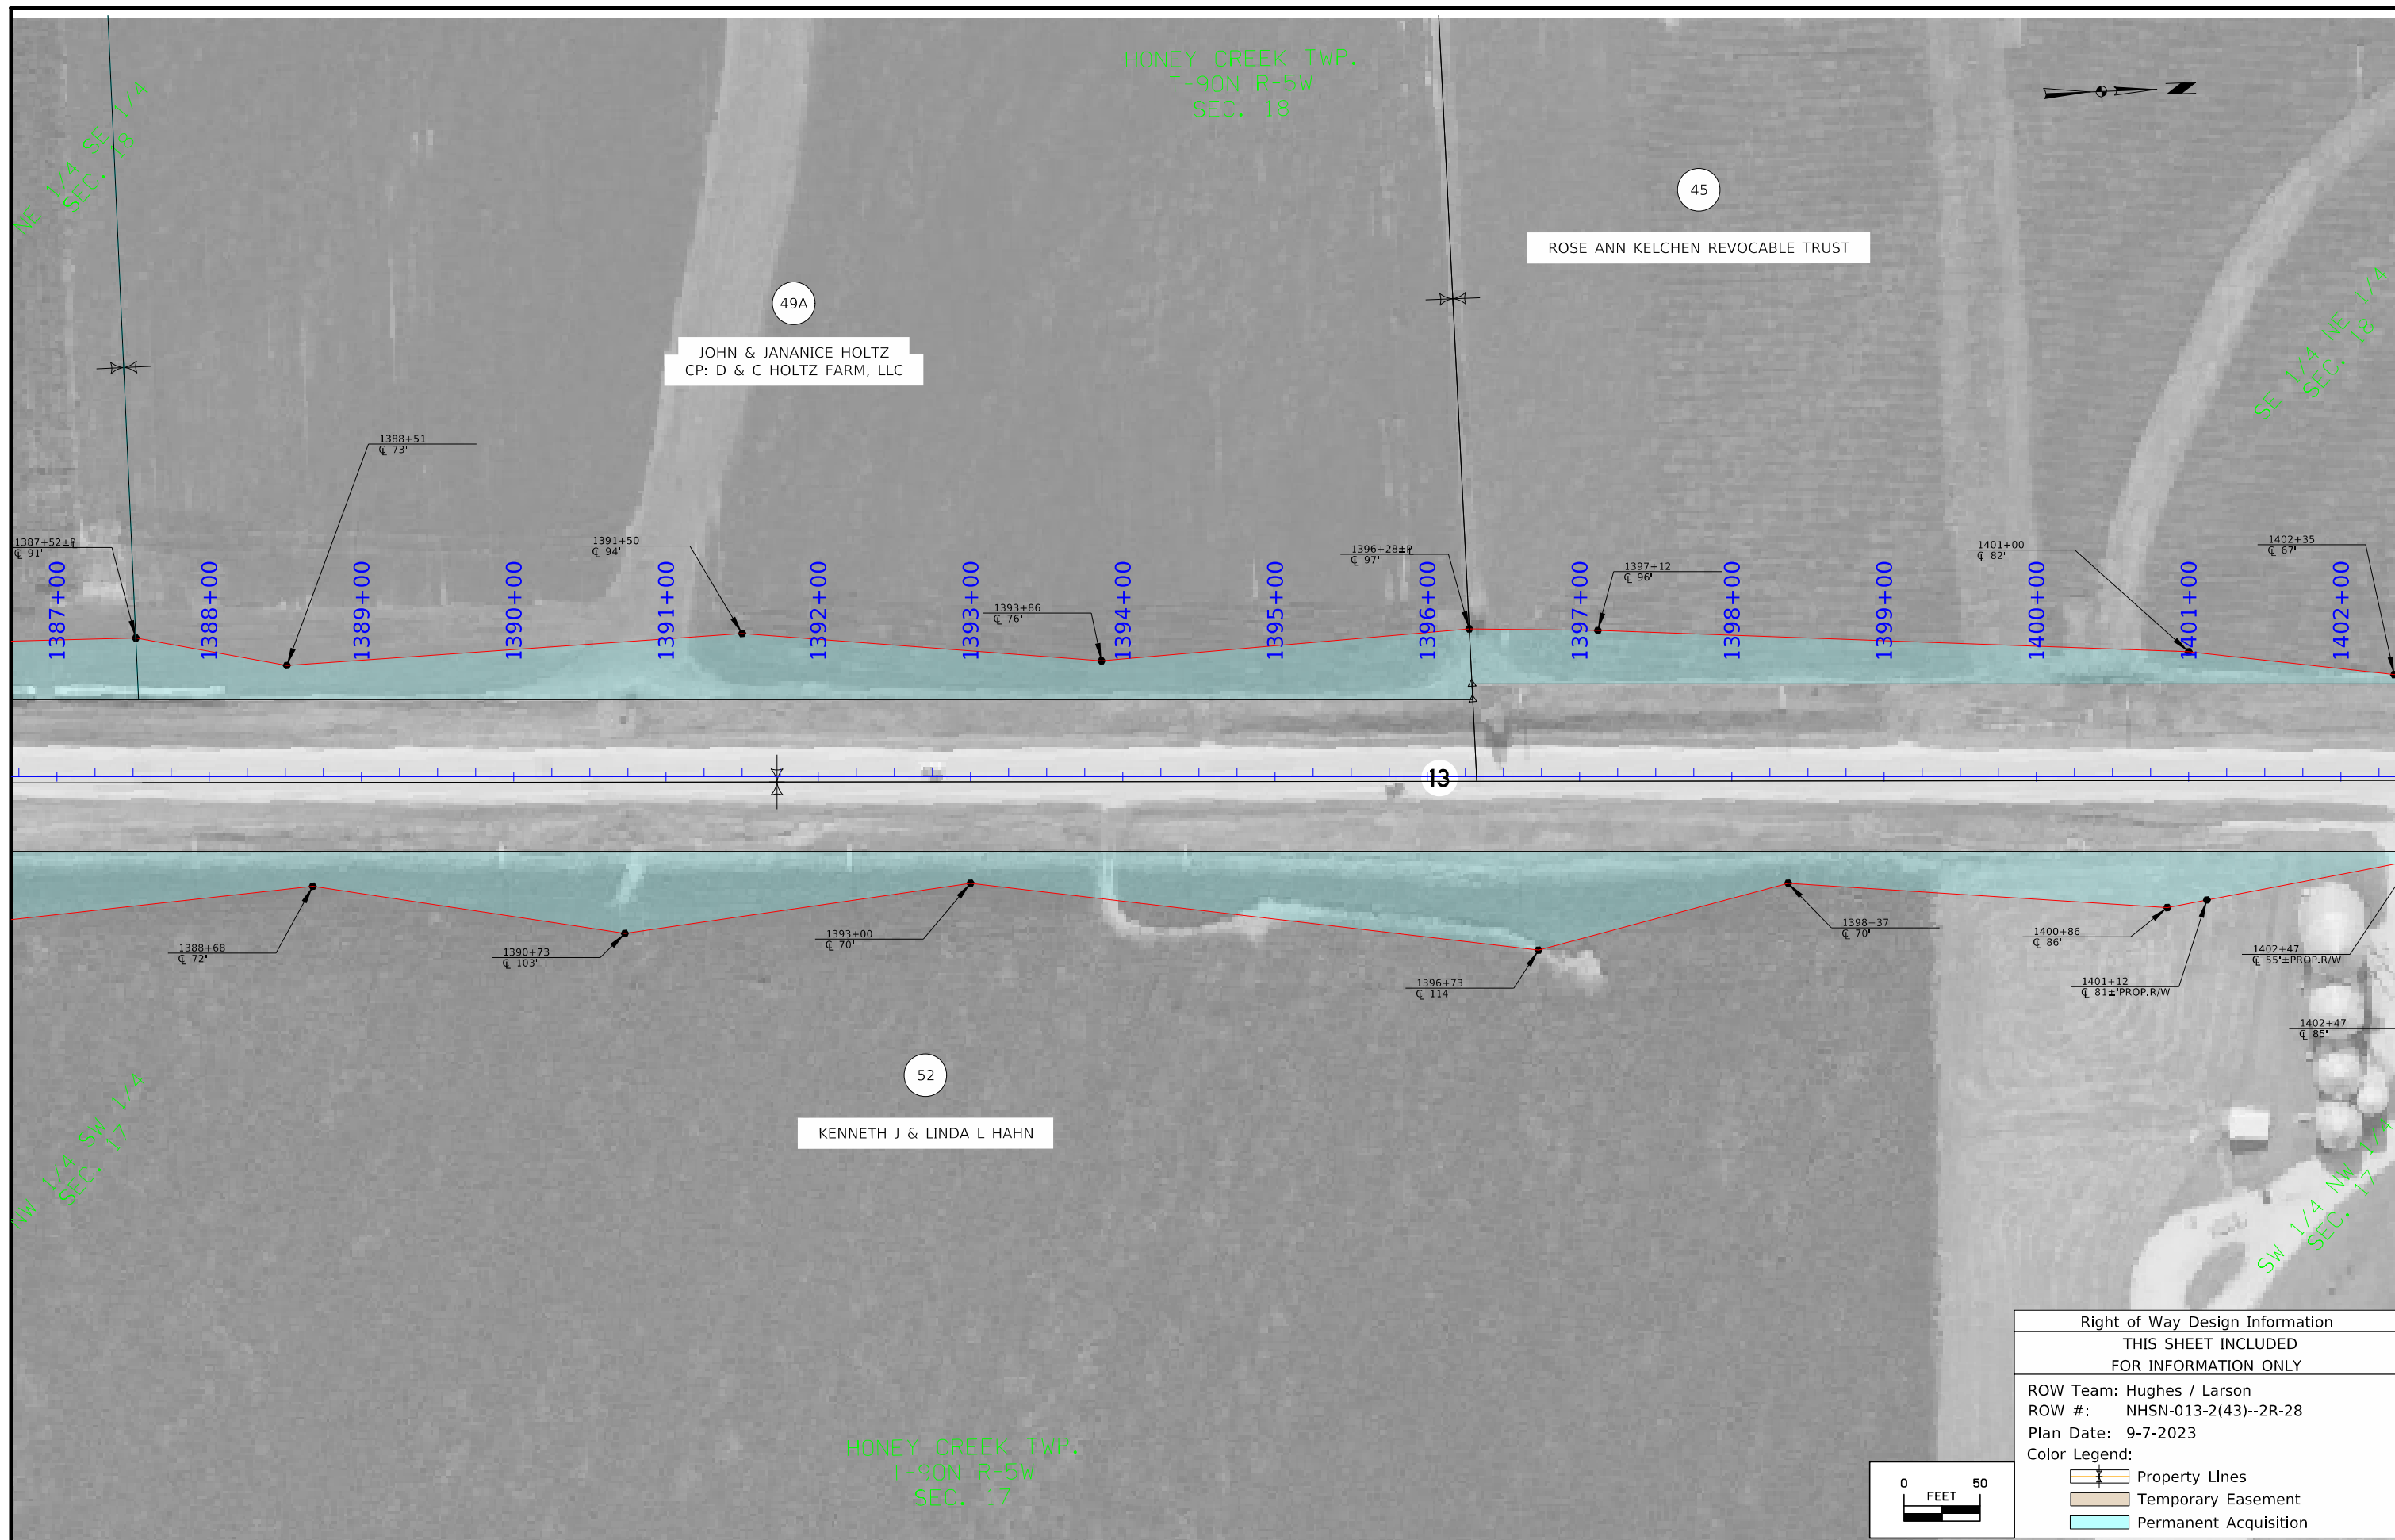 HONEY CREEK TWP.
T-90N R-5W
SEC. 18
NE 1/4 SE 1/4
SEC. 18
45
ROSE ANN KELCHEN REVOCABLE TRUST
49A
JOHN & JANANICE HOLTZ
CP: D & C HOLTZ FARM, LLC
SE 1/4 NE 1/4
SEC. 18
1388+51
℄ 73'
1387+52±
℄ 91'
1391+50
℄ 94'
1393+86
℄ 76'
1396+28±
℄ 97'
1397+12
℄ 96'
1401+00
℄ 82'
1402+35
℄ 67'
1387+00
1388+00
1389+00
1390+00
1391+00
1392+00
1393+00
1394+00
1395+00
1396+00
1397+00
1398+00
1399+00
1400+00
1401+00
1402+00
13
1388+68
℄ 72'
1390+73
℄ 103'
1393+00
℄ 70'
1396+73
℄ 114'
1398+37
℄ 70'
1400+86
℄ 86'
1401+12
℄ 81±'PROP.R/W
1402+47
℄ 55'±PROP.R/W
1402+47
℄ 85'
52
KENNETH J & LINDA L HAHN
NW 1/4 SW 1/4
SEC. 17
SW 1/4 NW 1/4
SEC. 17
HONEY CREEK TWP.
T-90N R-5W
SEC. 17
Right of Way Design Information
THIS SHEET INCLUDED
FOR INFORMATION ONLY
ROW Team: Hughes / Larson
ROW #: NHSN-013-2(43)--2R-28
Plan Date: 9-7-2023
Color Legend:
Property Lines
Temporary Easement
Permanent Acquisition
0 50
FEET